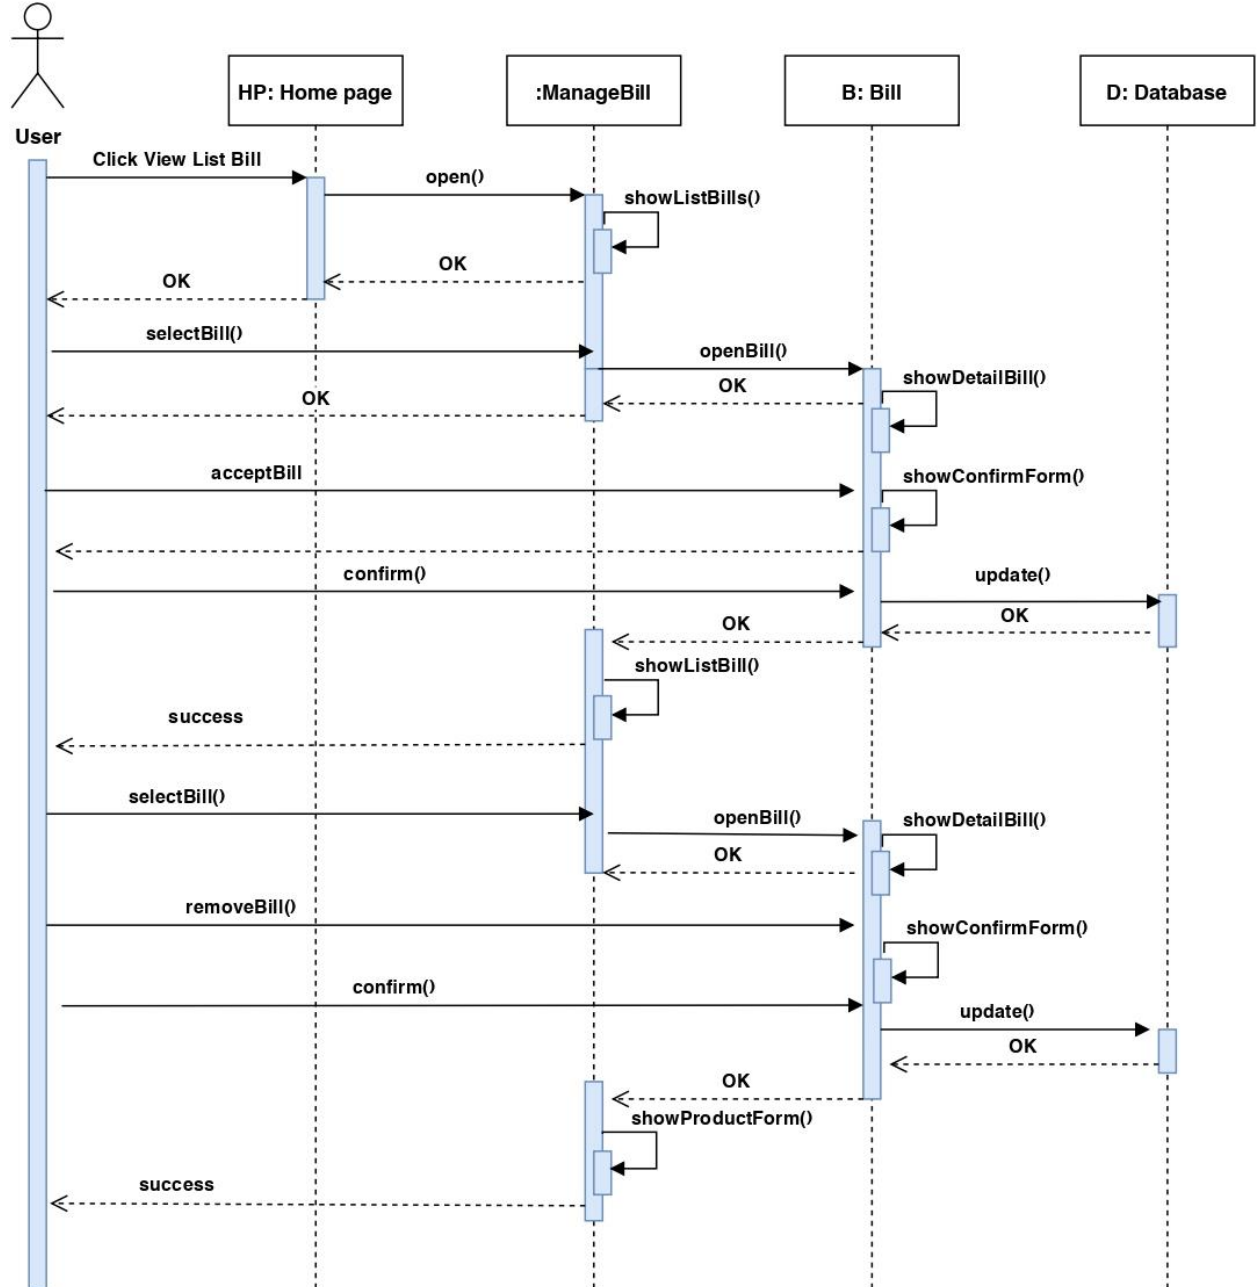 HP: Home page
:ManageBill
B: Bill
D: Database
User
Click View List Bill
open()
showListBills()
OK
OK
selectBill()
openBill()
showDetailBill()
OK
OK
acceptBill
showConfirmForm()
confirm()
update()
OK
OK
showListBill()
success
selectBill()
openBill()
showDetailBill()
OK
removeBill()
showConfirmForm()
confirm()
update()
OK
OK
showProductForm()
success